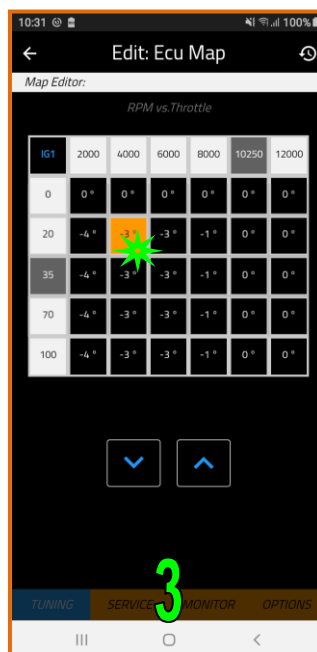 10:31 100%
Edit: Ecu Map
Map Editor:
RPM vs.Throttle
IG1 2000 4000 6000 8000 10250 12000
0 0° 0° 0° 0° 0° 0°
20 -4° -3° -3° -1° 0° 0°
35 -4° -3° -3° -1° 0° 0°
70 -4° -3° -3° -1° 0° 0°
100 -4° -3° -3° -1° 0° 0°
3
TUNING SERVICE MONITOR OPTIONS